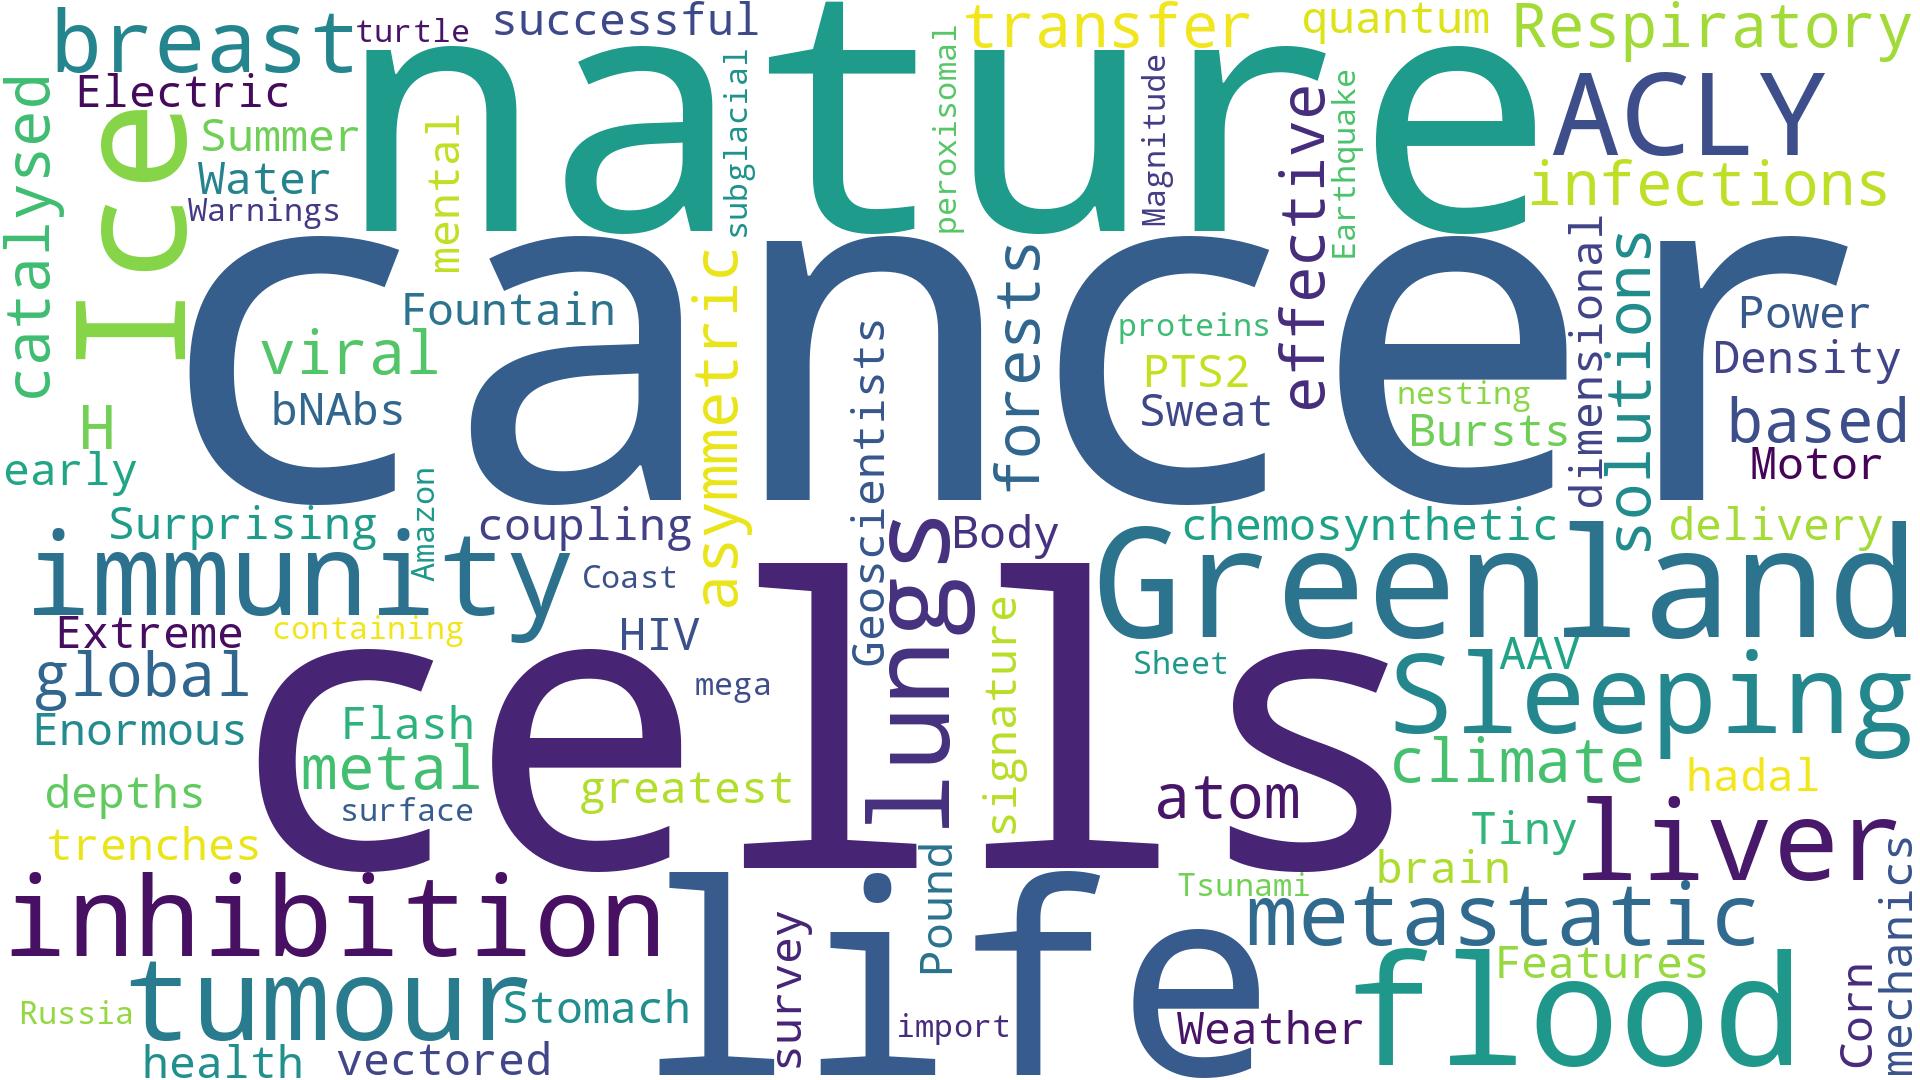 breast
turtle
successful
transfer
quantum
Respiratory
nature
Electric
ACLY
catalysed
Ice
Summer
mental
subglacial
peroxisomal
Magnitude
effective
Earthquake
Water
infections
Warnings
cancer
Fountain
viral
bNAbs
asymmetric
Geoscientists
forests
proteins
PTS2
Sweat
nesting
Bursts
dimensional
solutions
Power
Density
based
Motor
H
early
Surprising
Amazon
coupling
Body
chemosynthetic
delivery
immunity
Coast
lungs
Greenland
Extreme
containing
HIV
signature
Sheet
AAV
Sleeping
global
mega
cells
Enormous
Flash
metal
greatest
atom
climate
hadal
depths
surface
Tiny
liver
trenches
brain
mechanics
inhibition
life
Pound
Tsunami
metastatic
tumour
survey
flood
Features
Russia
Stomach
import
Weather
Corn
health
vectored